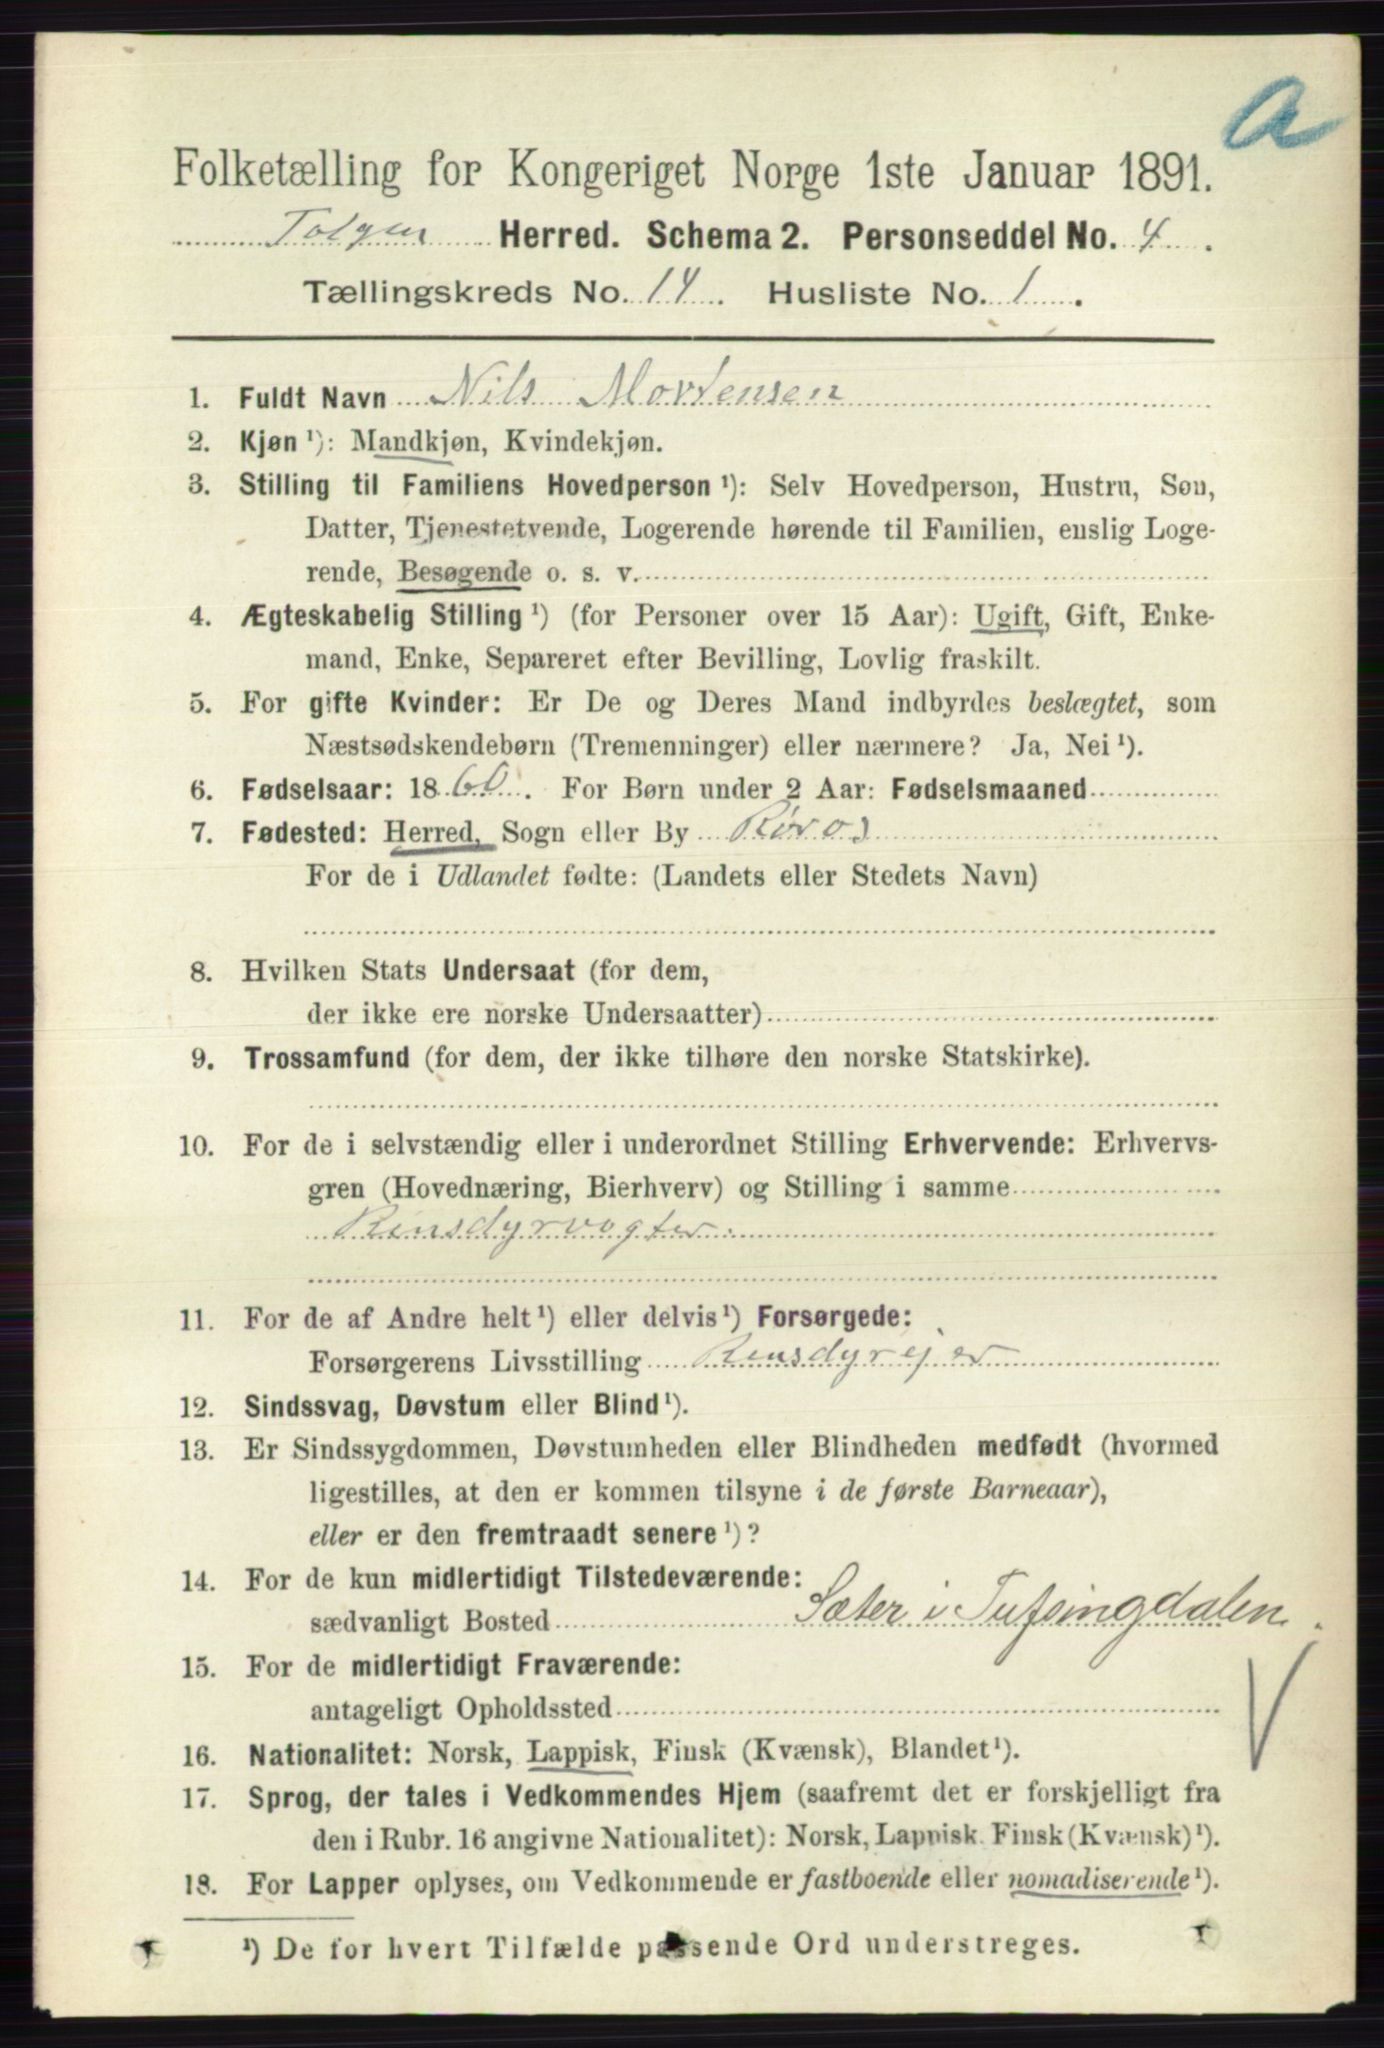 a
Folketælling for Kongeriget Norge 1ste Januar 1891.
Tolgen Herred. Schema 2. Personseddel No. 4.
Tællingskreds No. 14. Husliste No. 1.
1. Fuldt Navn Nils Mortensen
2. Kjøn ¹): Mandkjøn, Kvindekjøn.
3. Stilling til Familiens Hovedperson ¹): Selv Hovedperson, Hustru, Søn,
Datter, Tjenestetyende, Logerende hørende til Familien, enslig Loge-
rende, Besøgende o. s. v.
4. Ægteskabelig Stilling ¹) (for Personer over 15 Aar): Ugift, Gift, Enke-
mand, Enke, Separeret efter Bevilling, Lovlig fraskilt.
5. For gifte Kvinder: Er De og Deres Mand indbyrdes beslægtet, som
Næstsødskendebørn (Tremenninger) eller nærmere? Ja, Nei ¹).
6. Fødselsaar: 1860. For Børn under 2 Aar: Fødselsmaaned
7. Fødested: Herred, Sogn eller By Røros
For de i Udlandet fødte: (Landets eller Stedets Navn)
8. Hvilken Stats Undersaat (for dem,
der ikke ere norske Undersaatter)
9. Trossamfund (for dem, der ikke tilhøre den norske Statskirke).
10. For de i selvstændig eller i underordnet Stilling Erhvervende: Erhvervs-
gren (Hovednæring, Bierhverv) og Stilling i samme
Rensdyrvogter.
11. For de af Andre helt ¹) eller delvis ¹) Forsørgede:
Forsørgerens Livsstilling Rensdyrejer
12. Sindssvag, Døvstum eller Blind ¹).
13. Er Sindssygdommen, Døvstumheden eller Blindheden medfødt (hvormed
ligestilles, at den er kommen tilsyne i de første Barneaar),
eller er den fremtraadt senere ¹)?
14. For de kun midlertidigt Tilstedeværende:
sædvanligt Bosted Sæter i Tufsingdalen.
15. For de midlertidigt Fraværende:
antageligt Opholdssted
16. Nationalitet: Norsk, Lappisk, Finsk (Kvænsk), Blandet ¹).
17. Sprog, der tales i Vedkommendes Hjem (saafremt det er forskjelligt fra
den i Rubr. 16 angivne Nationalitet): Norsk, Lappisk. Finsk (Kvænsk) ¹).
18. For Lapper oplyses, om Vedkommende er fastboende eller nomadiserende ¹).
¹) De for hvert Tilfælde passende Ord understreges.